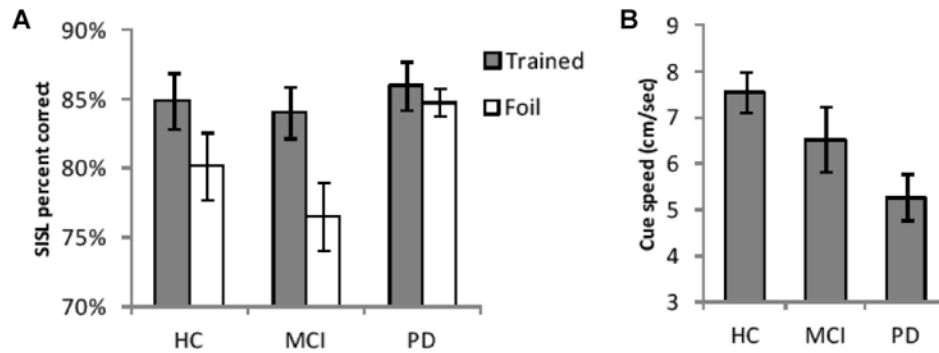 A
90%
85%
80%
75%
70%
SISL percent correct
HC MCI PD
Trained
Foil
B
9
8
7
6
5
4
3
Cue speed (cm/sec)
HC MCI PD